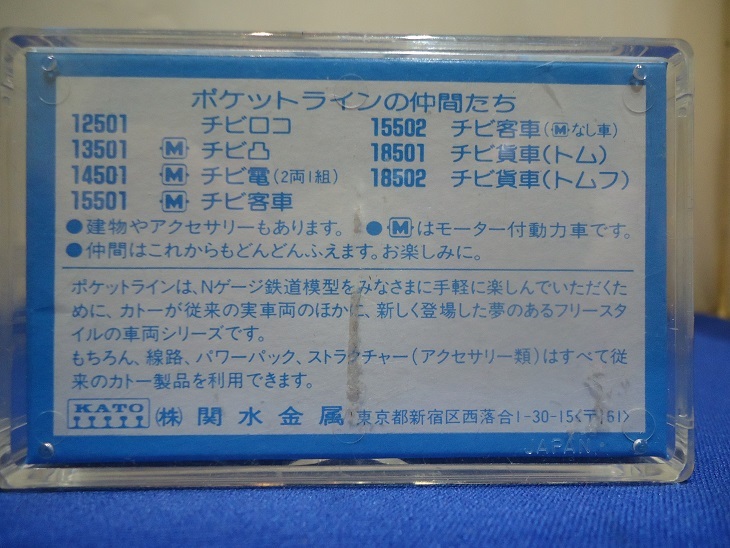 ポケットラインの仲間たち
12501 チビロコ 15502 チビ客車(Mなし車)
13501 M チビ凸 18501 チビ貨車(トム)
14501 M チビ電(2両1組) 18502 チビ貨車(トムフ)
15501 M チビ客車
●建物やアクセサリーもあります。 ●Mはモーター付動力車です。
●仲間はこれからもどんどんふえます。お楽しみに。
ポケットラインは、Nゲージ鉄道模型をみなさまに手軽に楽しんでいただくた
めに、カトーが従来の実車両のほかに、新しく登場した夢のあるフリース
タイルの車両シリーズです。
もちろん、線路、パワーパック、ストラクチャー(アクセサリー類)はすべて従
来のカトー製品を利用できます。
KATO ㈱ 関水金属 東京都新宿区西落合1-30-15(〒161)
JAPAN